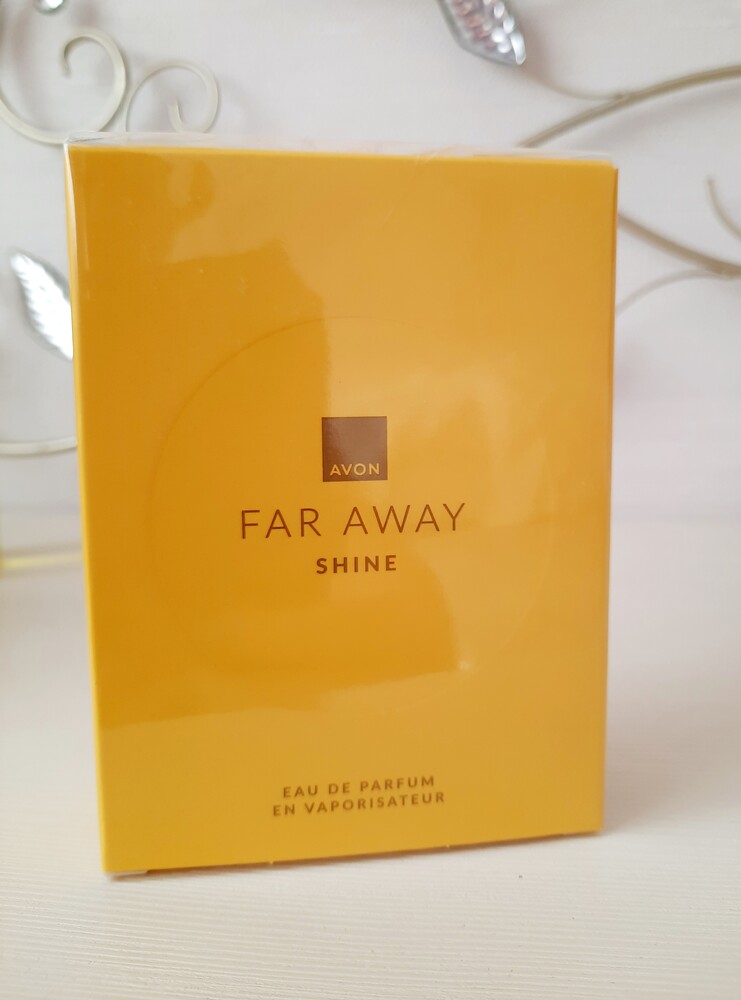 AVON
FAR AWAY
SHINE
EAU DE PARFUM
EN VAPORISATEUR